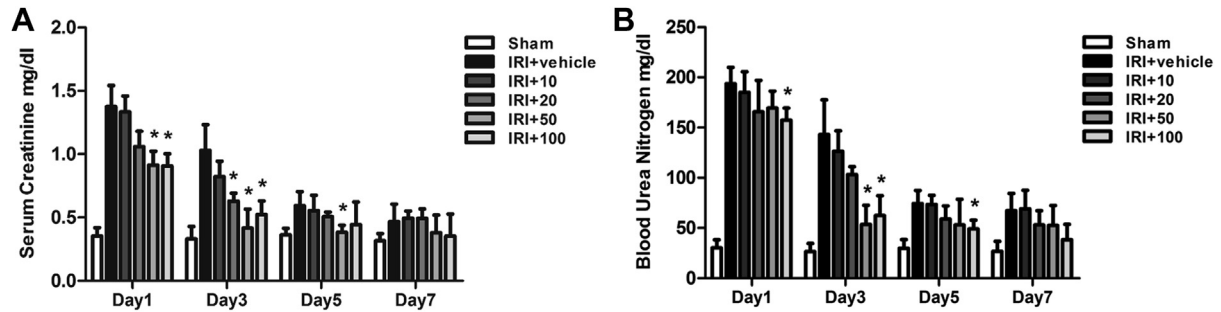 A
Serum Creatinine mg/dl
2.0
1.5
1.0
0.5
0.0
* *
* * *
*
Day1 Day3 Day5 Day7
Sham
IRI+vehicle
IRI+10
IRI+20
IRI+50
IRI+100
B
Blood Urea Nitrogen mg/dl
250
200
150
100
50
0
*
* *
*
Day1 Day3 Day5 Day7
Sham
IRI+vehicle
IRI+10
IRI+20
IRI+50
IRI+100